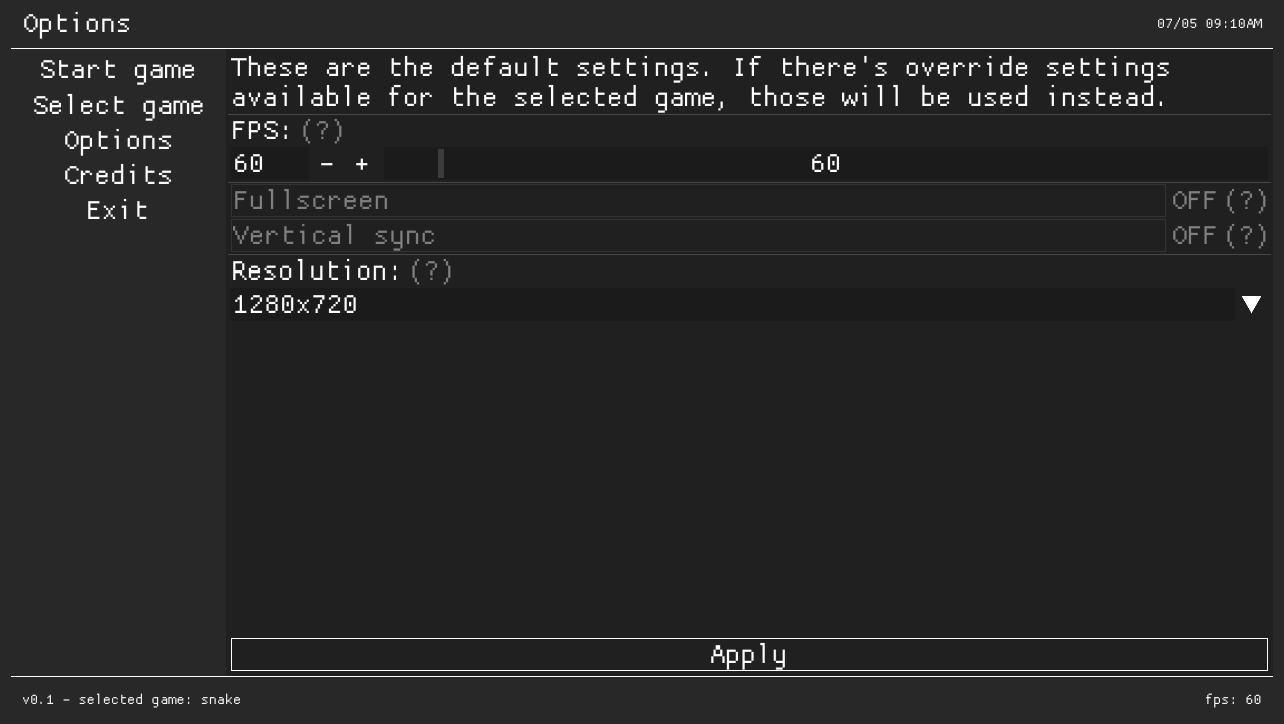 Options
07/05 09:10AM
Start game
Select game
Options
Credits
Exit
These are the default settings. If there's override settings
available for the selected game, those will be used instead.
FPS: (?)
60 - + 60
Fullscreen OFF (?)
Vertical sync OFF (?)
Resolution: (?)
1280x720
Apply
v0.1 - selected game: snake
fps: 60